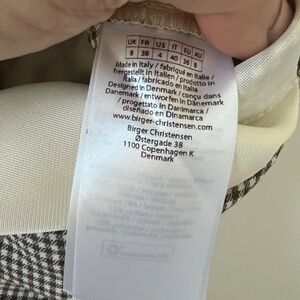 UK FR US IT EU AU
8 38 4 40 36 8
Made in Italy / fabriqué en Italie /
hergestellt in Italien / prodotto in
Italia / fabricado en Italia
Designed in Denmark / conçu dans
Danemark / entworfen in Dänemark
/ progettato in Danimarca /
diseñado en Dinamarca
www.birger-christensen.com
Birger Christensen
Østergade 38
1100 Copenhagen K
Denmark